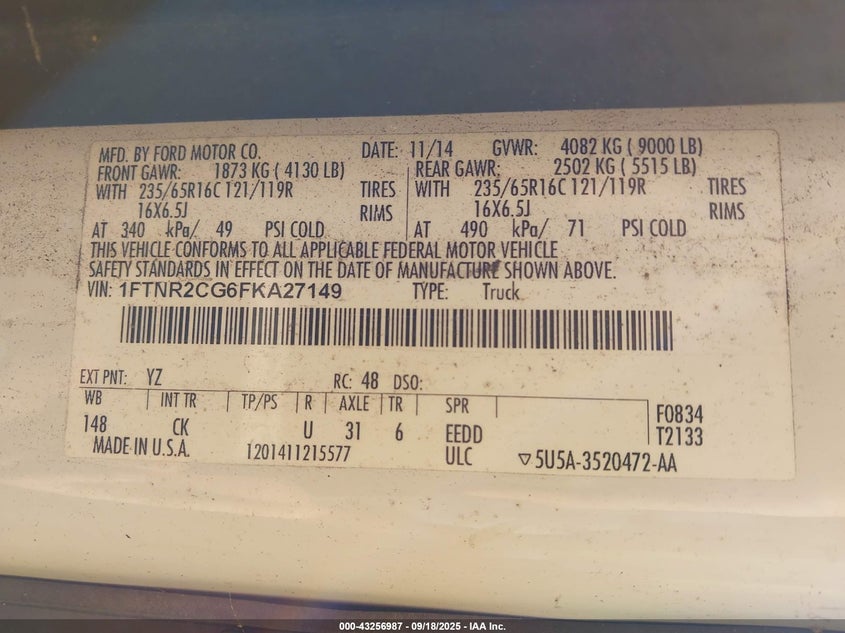 MFD. BY FORD MOTOR CO. DATE: 11/14 GVWR: 4082 KG ( 9000 LB)
FRONT GAWR: 1873 KG ( 4130 LB) REAR GAWR: 2502 KG ( 5515 LB)
WITH 235/65R16C 121/119R TIRES WITH 235/65R16C 121/119R TIRES
16X6.5J RIMS 16X6.5J RIMS
AT 340 kPa/ 49 PSI COLD AT 490 kPa/ 71 PSI COLD
THIS VEHICLE CONFORMS TO ALL APPLICABLE FEDERAL MOTOR VEHICLE
SAFETY STANDARDS IN EFFECT ON THE DATE OF MANUFACTURE SHOWN ABOVE.
VIN: 1FTNR2CG6FKA27149 TYPE: Truck
EXT PNT: YZ RC: 48 DSO:
WB INT TR TP/PS R AXLE TR SPR F0834
148 CK U 31 6 EEDD T2133
MADE IN U.S.A. 1201411215577 ULC ▽5U5A-3520472-AA
000-43256987 - 09/18/2025 - IAA Inc.